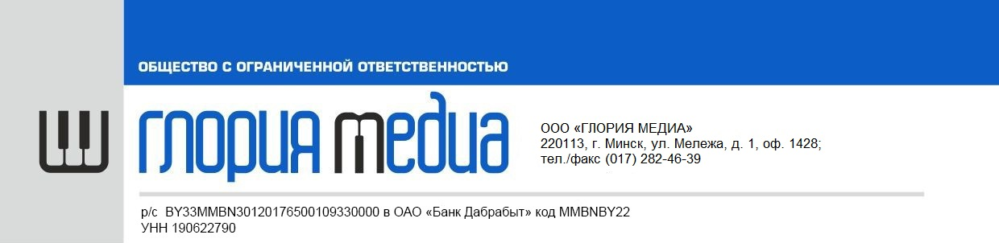 ОБЩЕСТВО С ОГРАНИЧЕННОЙ ОТВЕТСТВЕННОСТЬЮ
глория медиа
ООО «ГЛОРИЯ МЕДИА»
220113, г. Минск, ул. Мележа, д. 1, оф. 1428;
тел./факс (017) 282-46-39
р/с BY33MMBN30120176500109330000 в ОАО «Банк Дабрабыт» код MMBNBY22
УНН 190622790